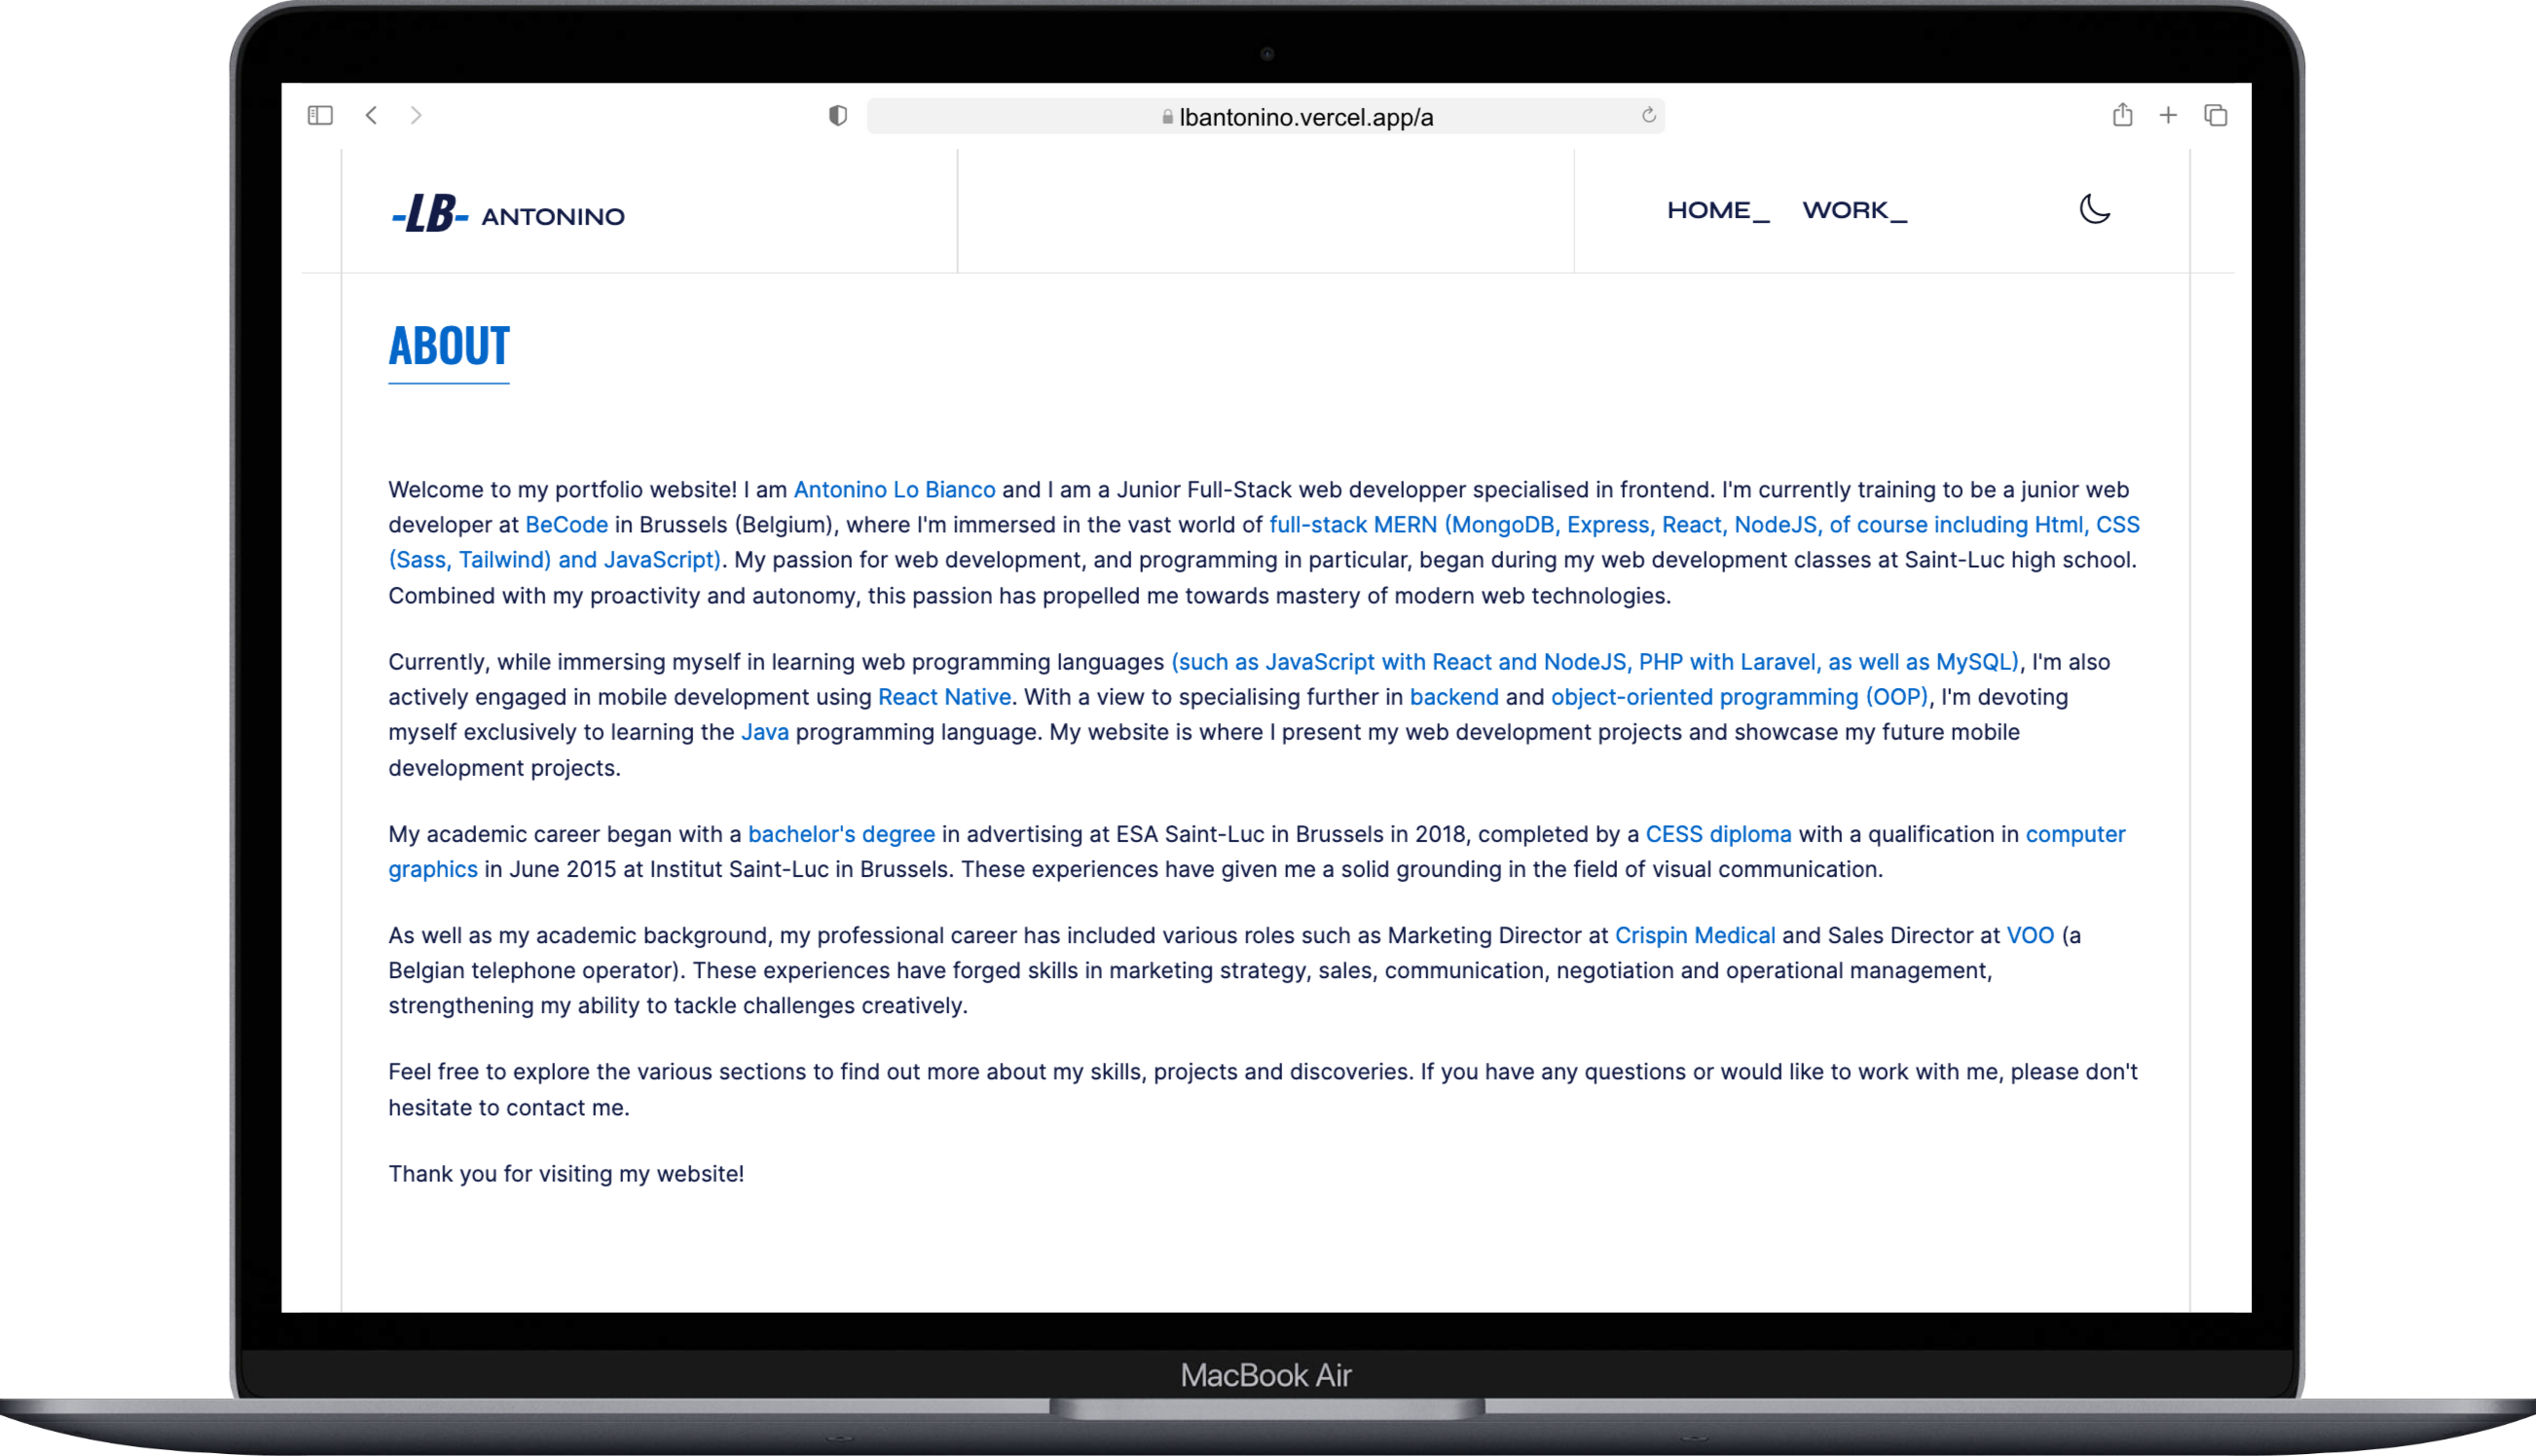 lbantonino.vercel.app/a
-LB- ANTONINO
HOME_ WORK_
ABOUT
Welcome to my portfolio website! I am Antonino Lo Bianco and I am a Junior Full-Stack web developper specialised in frontend. I'm currently training to be a junior web
developer at BeCode in Brussels (Belgium), where I'm immersed in the vast world of full-stack MERN (MongoDB, Express, React, NodeJS, of course including Html, CSS
(Sass, Tailwind) and JavaScript). My passion for web development, and programming in particular, began during my web development classes at Saint-Luc high school.
Combined with my proactivity and autonomy, this passion has propelled me towards mastery of modern web technologies.
Currently, while immersing myself in learning web programming languages (such as JavaScript with React and NodeJS, PHP with Laravel, as well as MySQL), I'm also
actively engaged in mobile development using React Native. With a view to specialising further in backend and object-oriented programming (OOP), I'm devoting
myself exclusively to learning the Java programming language. My website is where I present my web development projects and showcase my future mobile
development projects.
My academic career began with a bachelor's degree in advertising at ESA Saint-Luc in Brussels in 2018, completed by a CESS diploma with a qualification in computer
graphics in June 2015 at Institut Saint-Luc in Brussels. These experiences have given me a solid grounding in the field of visual communication.
As well as my academic background, my professional career has included various roles such as Marketing Director at Crispin Medical and Sales Director at VOO (a
Belgian telephone operator). These experiences have forged skills in marketing strategy, sales, communication, negotiation and operational management,
strengthening my ability to tackle challenges creatively.
Feel free to explore the various sections to find out more about my skills, projects and discoveries. If you have any questions or would like to work with me, please don't
hesitate to contact me.
Thank you for visiting my website!
MacBook Air